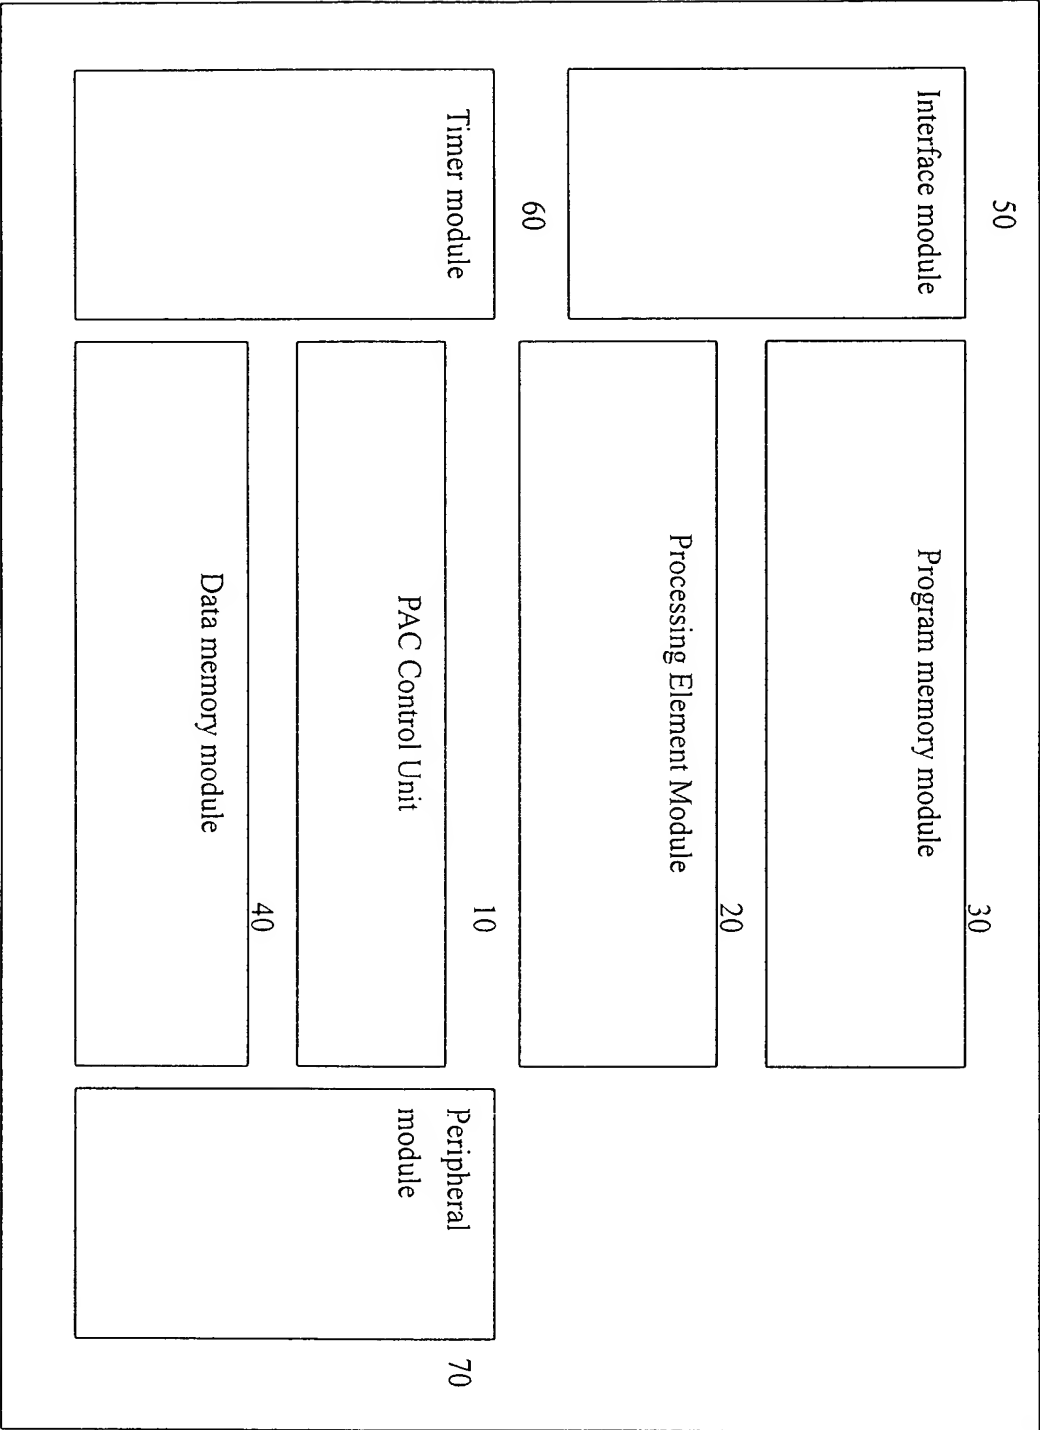 50
Interface module
60
Timer module
30
Program memory module
20
Processing Element Module
10
PAC Control Unit
40
Data memory module
70
Peripheral
module